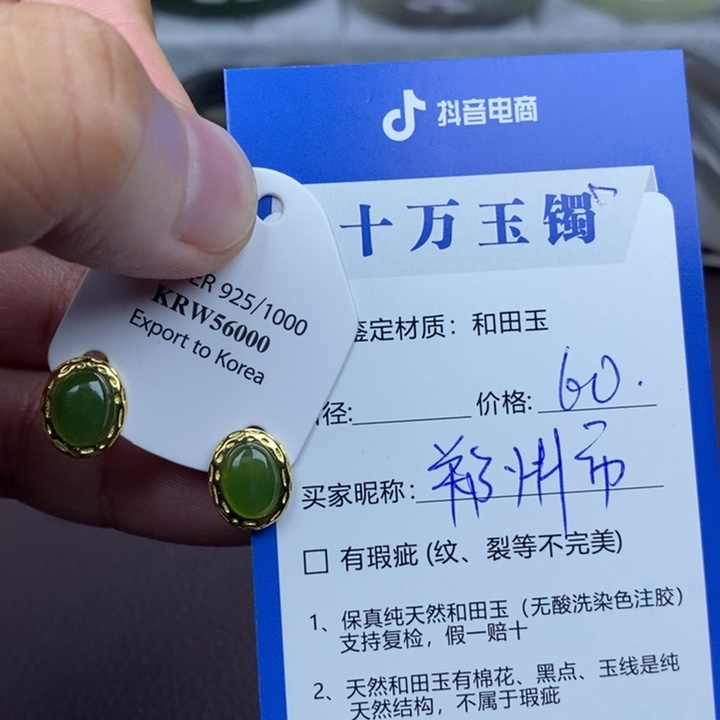 ER 925/1000
KRW56000
Export to Korea
抖音电商
十万玉镯
鉴定材质：和田玉
径: 价格: 60.
买家昵称： 郑州市
□ 有瑕疵 (纹、裂等不完美)
1、保真纯天然和田玉（无酸洗染色注胶）
支持复检，假一赔十
2、天然和田玉有棉花、黑点、玉线是纯
天然结构，不属于瑕疵